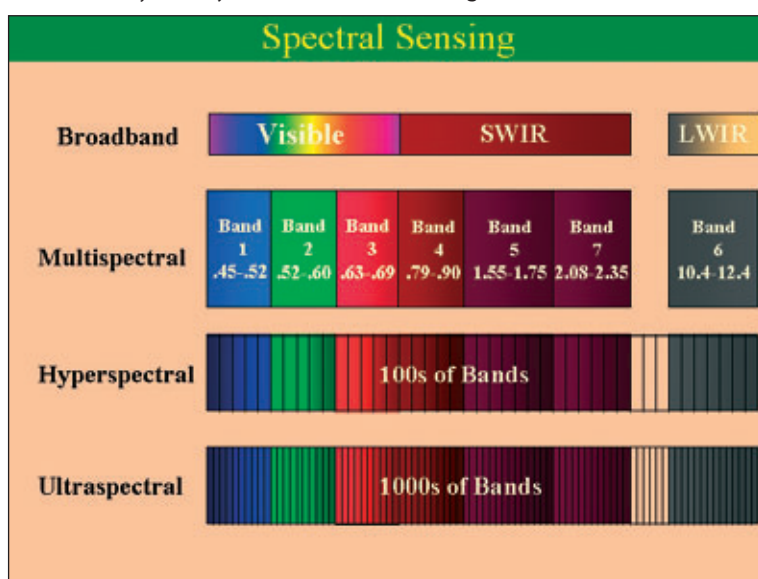 Spectral Sensing
Broadband Visible SWIR LWIR
Multispectral
Band 1 .45-.52
Band 2 .52-.60
Band 3 .63-.69
Band 4 .79-.90
Band 5 1.55-1.75
Band 7 2.08-2.35
Band 6 10.4-12.4
Hyperspectral 100s of Bands
Ultraspectral 1000s of Bands